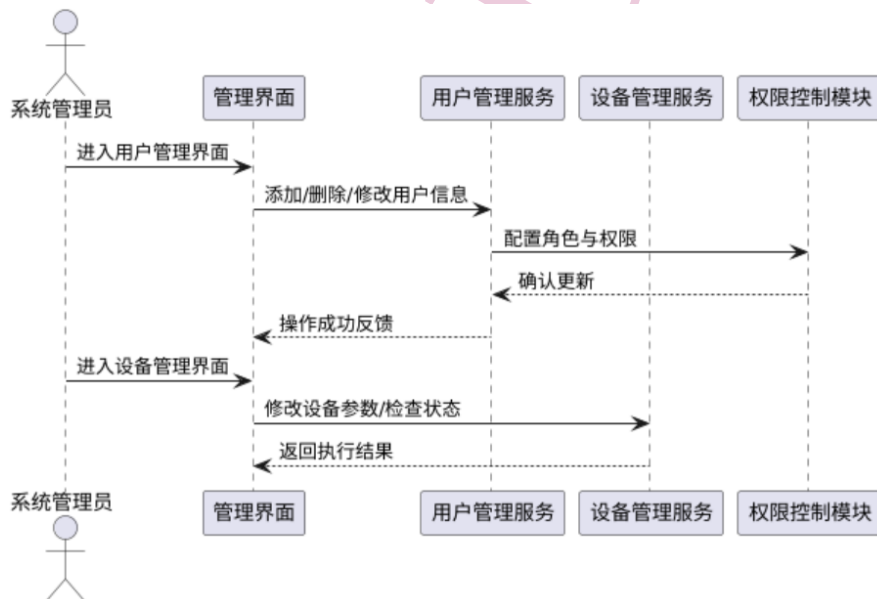 系统管理员
管理界面
用户管理服务
设备管理服务
权限控制模块
进入用户管理界面
添加/删除/修改用户信息
配置角色与权限
确认更新
操作成功反馈
进入设备管理界面
修改设备参数/检查状态
返回执行结果
系统管理员
管理界面
用户管理服务
设备管理服务
权限控制模块